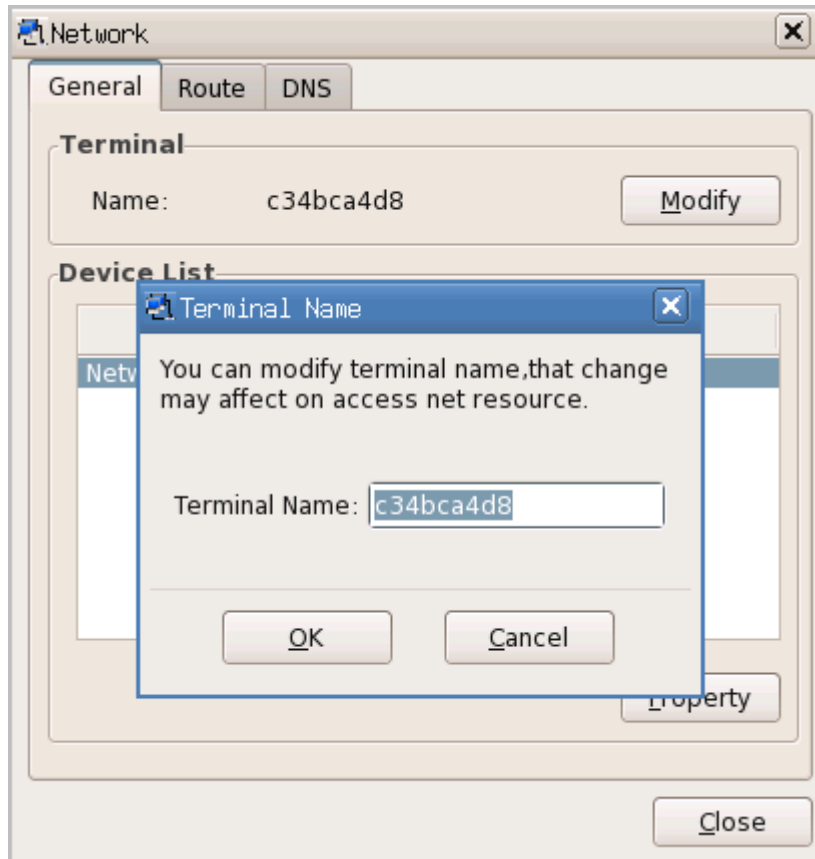 Network
General Route DNS
Terminal
Name: c34bca4d8 Modify
Device List
Terminal Name
You can modify terminal name,that change
may affect on access net resource.
Terminal Name: c34bca4d8
OK Cancel
Property
Close